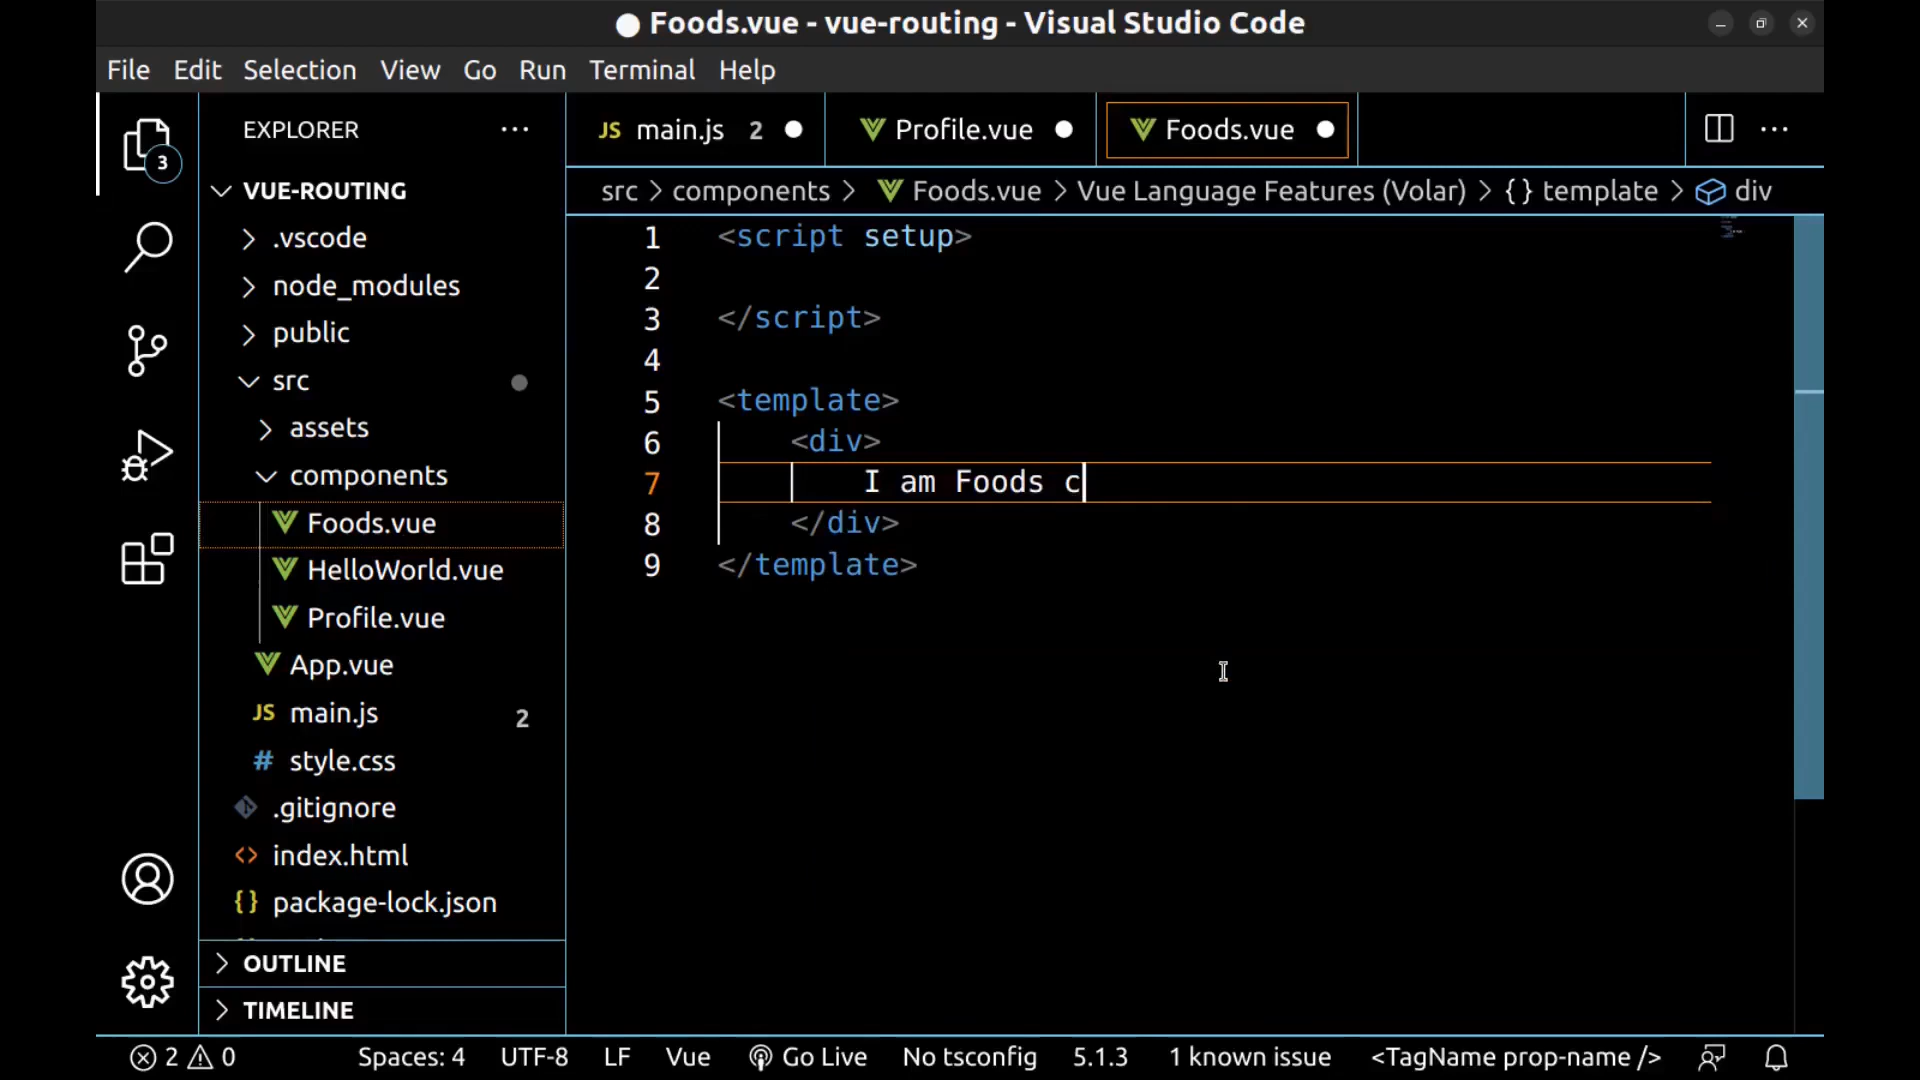 ● Foods.vue - vue-routing - Visual Studio Code
File Edit Selection View Go Run Terminal Help
EXPLORER ···
JS main.js 2 ● Profile.vue ● Foods.vue ●
3
src > components > Foods.vue > Vue Language Features (Volar) > {} template > div
VUE-ROUTING
.vscode
node_modules
public
src
assets
components
Foods.vue
HelloWorld.vue
Profile.vue
App.vue
JS main.js 2
# style.css
.gitignore
<> index.html
{} package-lock.json
OUTLINE
TIMELINE
1 <script setup>
2
3 </script>
4
5 <template>
6 <div>
7 I am Foods c
8 </div>
9 </template>
2 0 Spaces: 4 UTF-8 LF Vue Go Live No tsconfig 5.1.3 1 known issue <TagName prop-name />